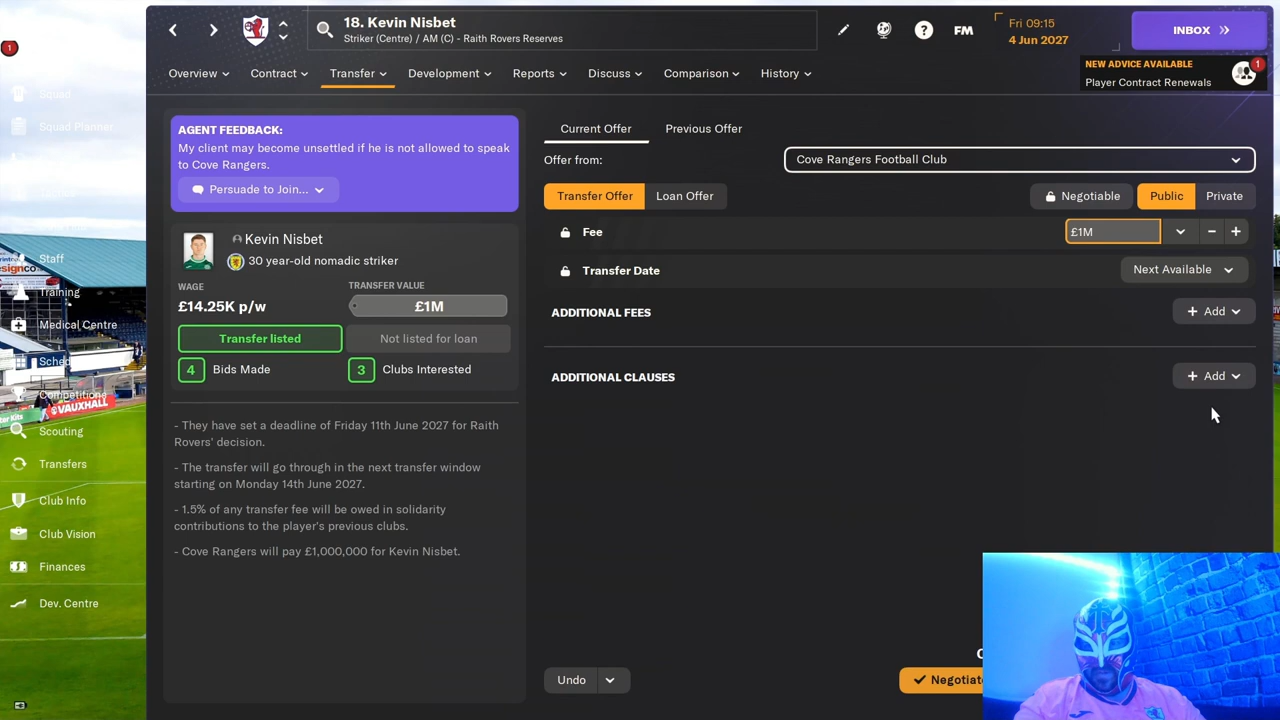 18. Kevin Nisbet
Striker (Centre) / AM (C) - Raith Rovers Reserves
FM
Fri 09:15
4 Jun 2027
INBOX
1
Overview
Contract
Transfer
Development
Reports
Discuss
Comparison
History
NEW ADVICE AVAILABLE
Player Contract Renewals
1
Squad
Squad Planner
Staff
Training
Medical Centre
Sched
Competitions
Scouting
Transfers
Club Info
Club Vision
Finances
Dev. Centre
VAUXHALL
AGENT FEEDBACK:
My client may become unsettled if he is not allowed to speak
to Cove Rangers.
Persuade to Join...
Kevin Nisbet
30 year-old nomadic striker
WAGE
TRANSFER VALUE
£14.25K p/w
£1M
Transfer listed
Not listed for loan
4 Bids Made
3 Clubs Interested
- They have set a deadline of Friday 11th June 2027 for Raith
Rovers' decision.
- The transfer will go through in the next transfer window
starting on Monday 14th June 2027.
- 1.5% of any transfer fee will be owed in solidarity
contributions to the player's previous clubs.
- Cove Rangers will pay £1,000,000 for Kevin Nisbet.
Current Offer
Previous Offer
Offer from:
Cove Rangers Football Club
Transfer Offer
Loan Offer
Negotiable
Public
Private
Fee
£1M
Transfer Date
Next Available
ADDITIONAL FEES
+ Add
ADDITIONAL CLAUSES
+ Add
Undo
Negotiate